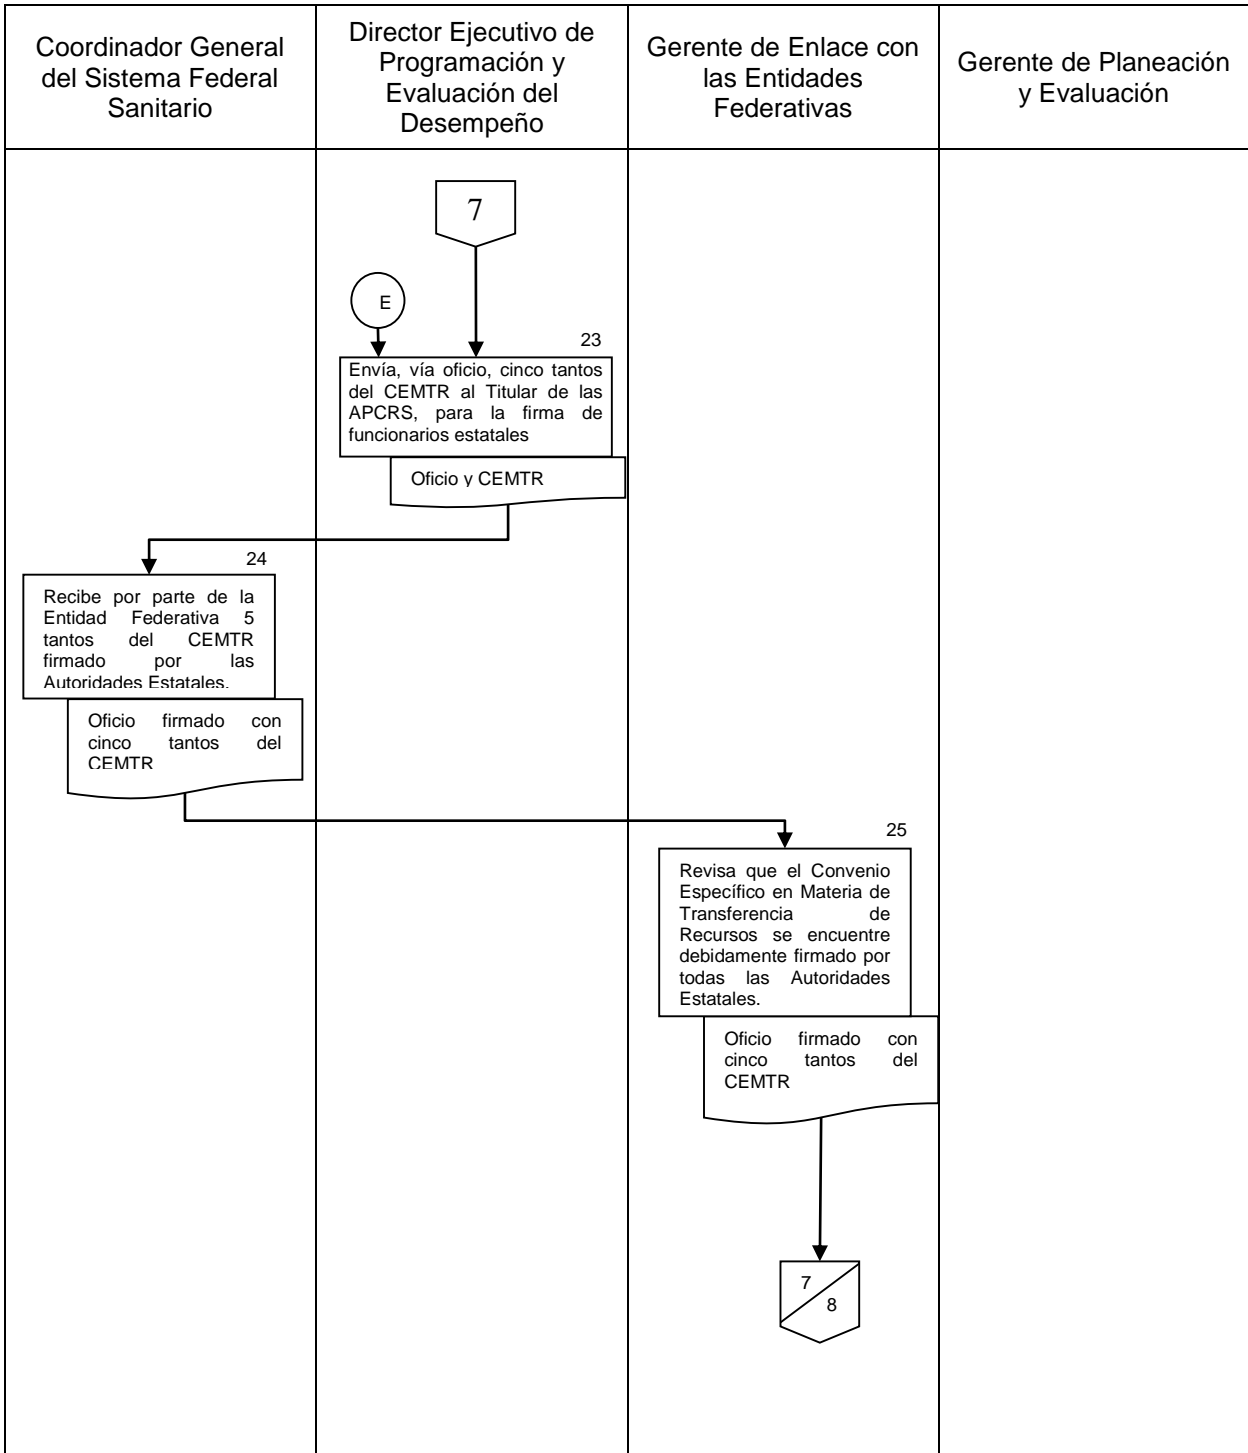 Coordinador General
del Sistema Federal
Sanitario
Director Ejecutivo de
Programación y
Evaluación del
Desempeño
Gerente de Enlace con
las Entidades
Federativas
Gerente de Planeación
y Evaluación
7
E
23
Envía, vía oficio, cinco tantos
del CEMTR al Titular de las
APCRS, para la firma de
funcionarios estatales
Oficio y CEMTR
24
Recibe por parte de la
Entidad Federativa 5
tantos del CEMTR
firmado por las
Autoridades Estatales.
Oficio firmado con
cinco tantos del
CEMTR
25
Revisa que el Convenio
Específico en Materia de
Transferencia de
Recursos se encuentre
debidamente firmado por
todas las Autoridades
Estatales.
Oficio firmado con
cinco tantos del
CEMTR
7
8